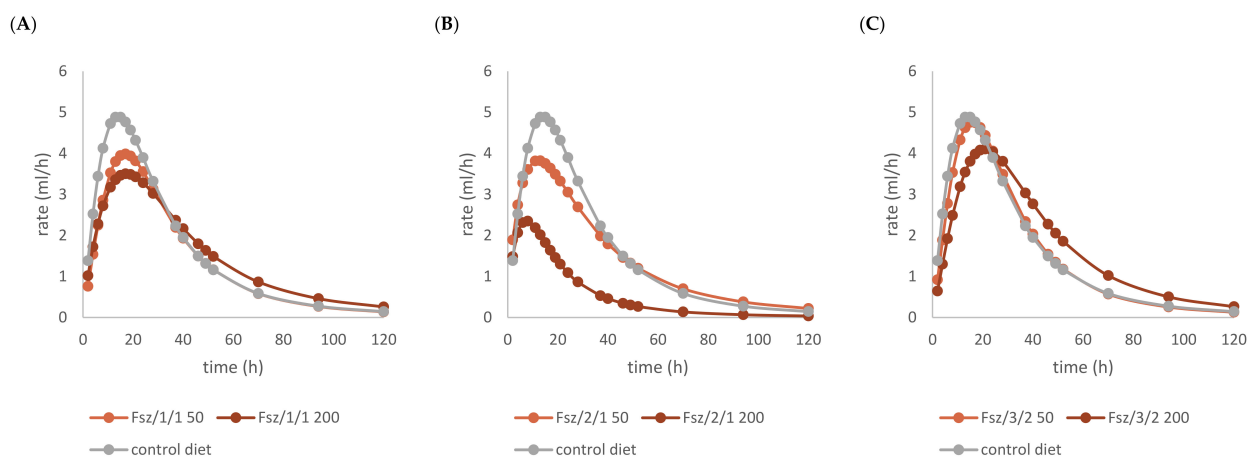 (A)
rate (ml/h)
6
5
4
3
2
1
0
0 20 40 60 80 100 120
time (h)
Fsz/1/1 50 Fsz/1/1 200
control diet
(B)
rate (ml/h)
6
5
4
3
2
1
0
0 20 40 60 80 100 120
time (h)
Fsz/2/1 50 Fsz/2/1 200
control diet
(C)
rate (ml/h)
6
5
4
3
2
1
0
0 20 40 60 80 100 120
time (h)
Fsz/3/2 50 Fsz/3/2 200
control diet